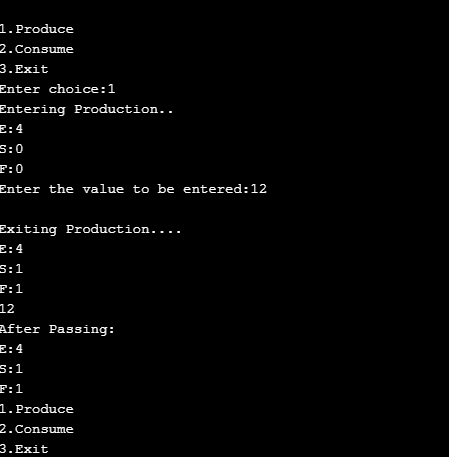 1.Produce
2.Consume
3.Exit
Enter choice:1
Entering Production..
E:4
S:0
F:0
Enter the value to be entered:12
Exiting Production....
E:4
S:1
F:1
12
After Passing:
E:4
S:1
F:1
1.Produce
2.Consume
3.Exit